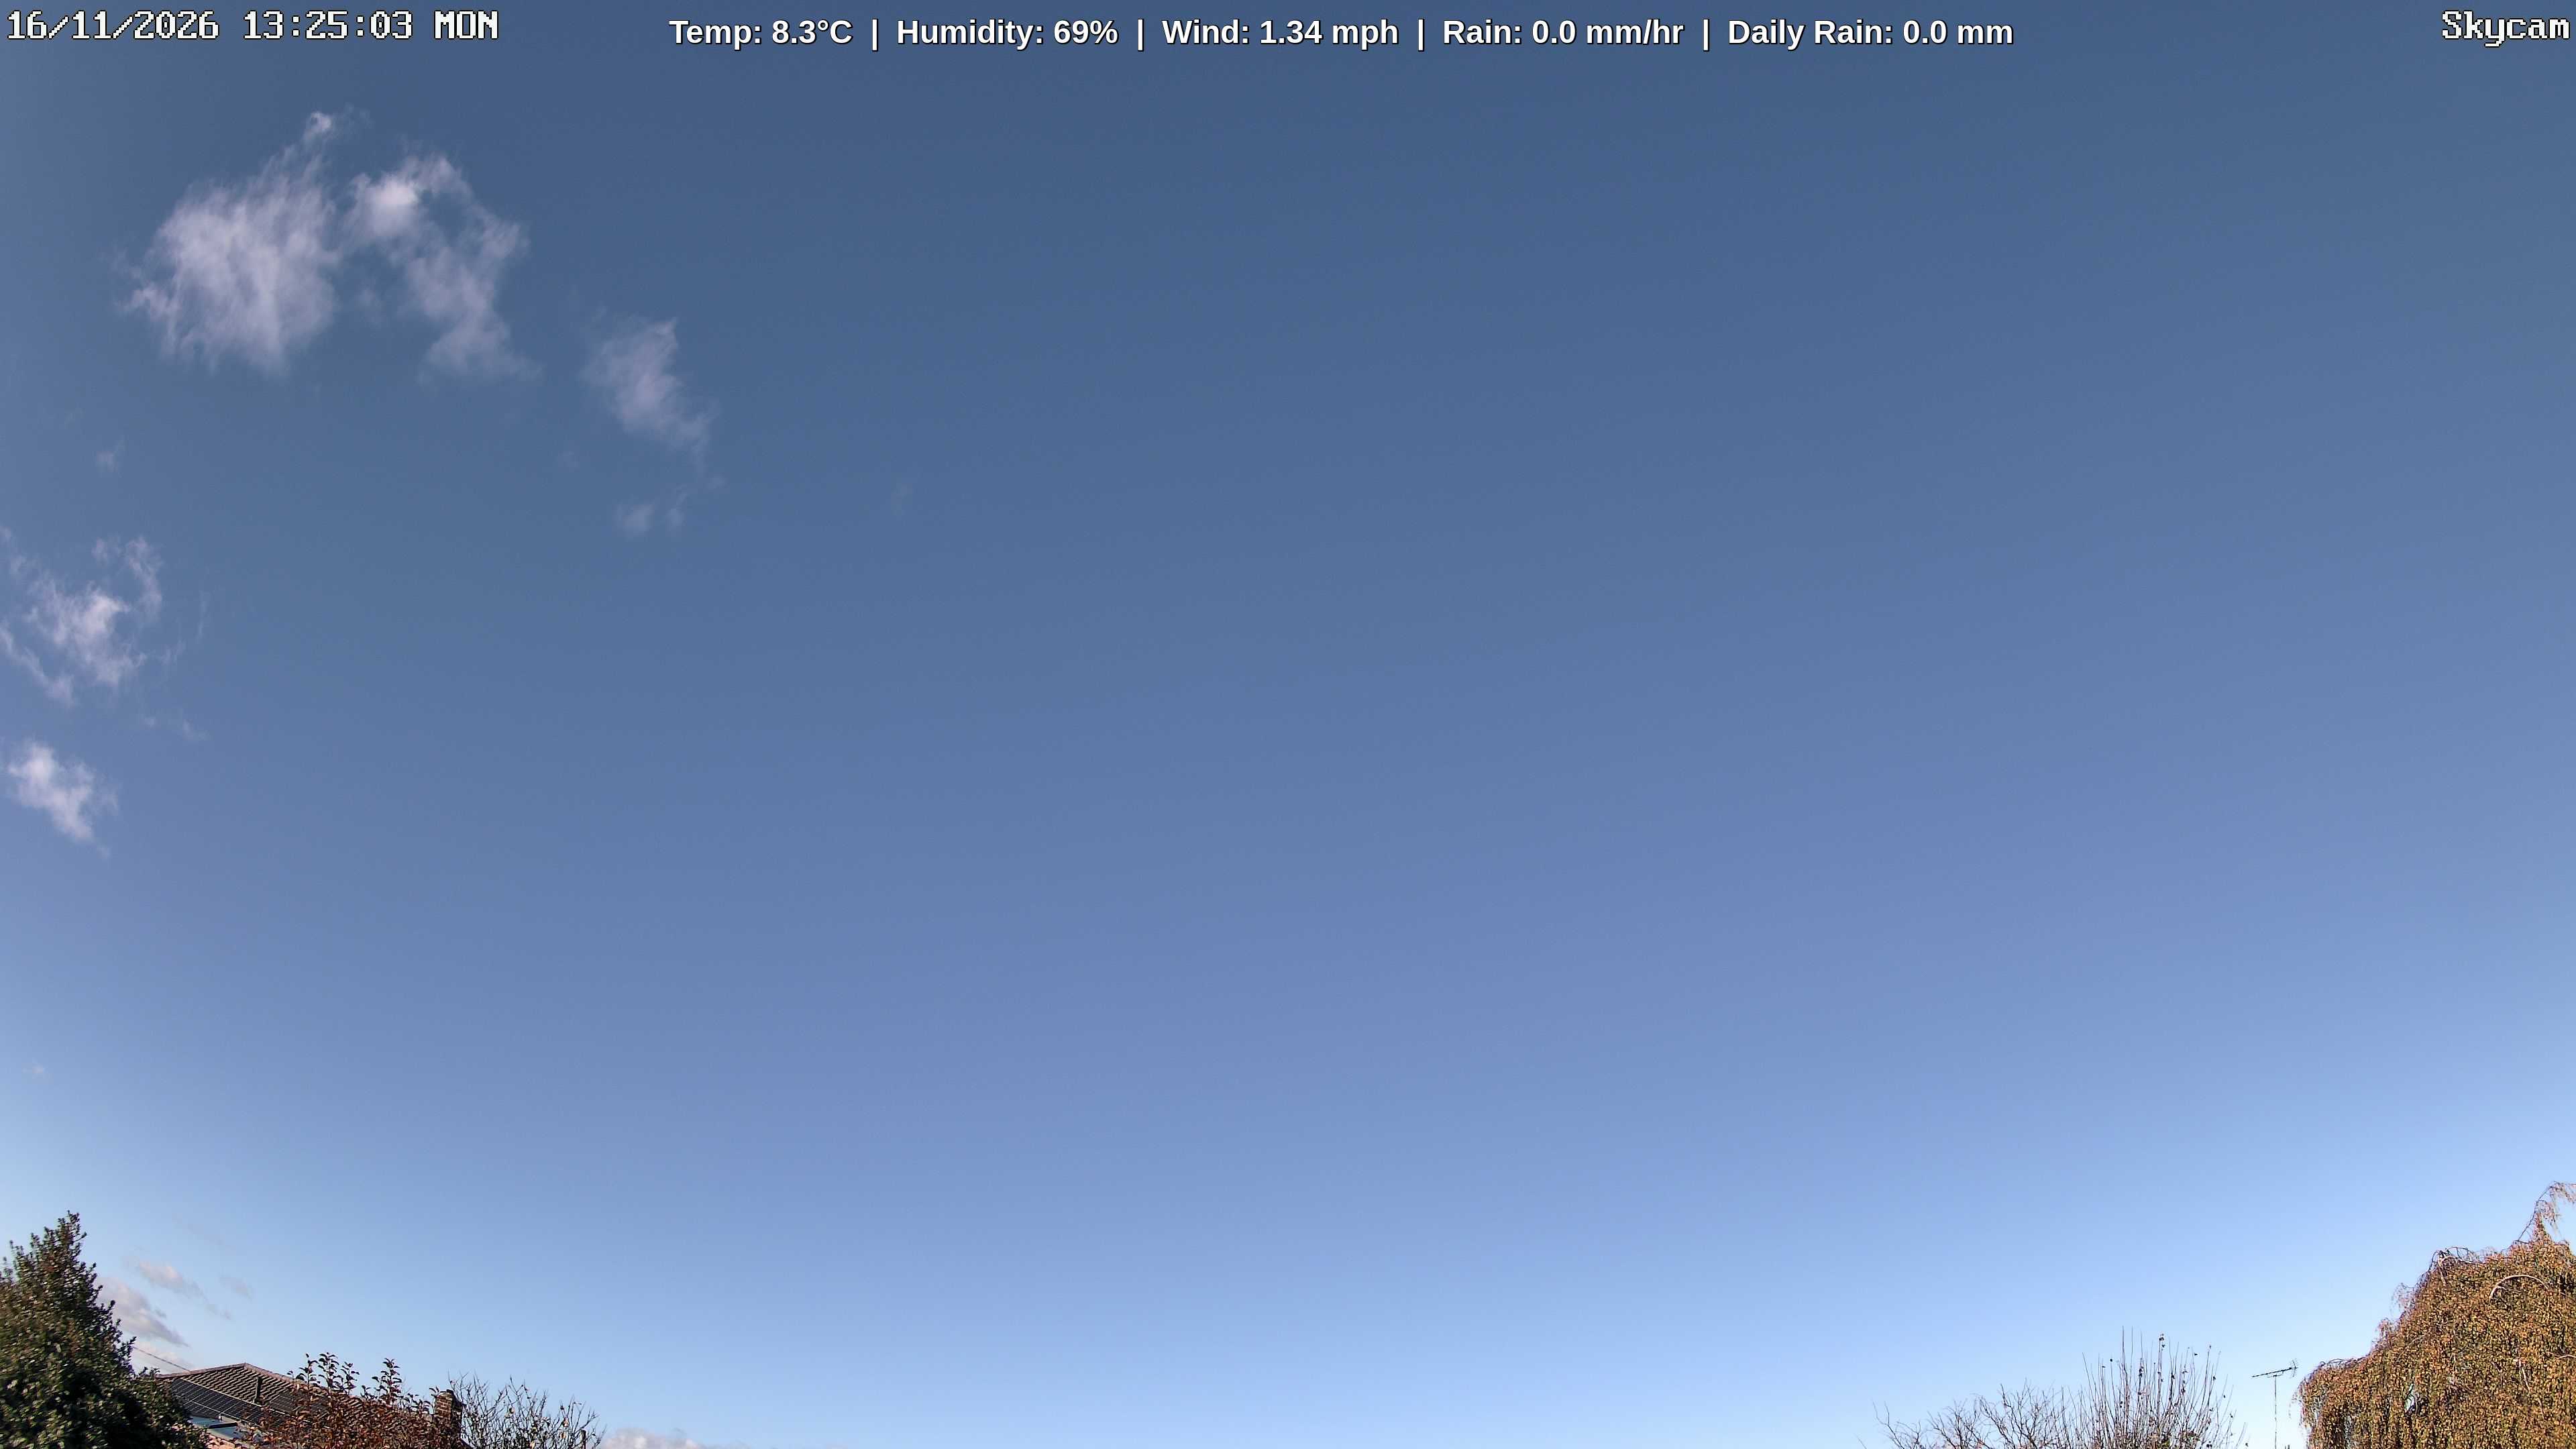 16/11/2026 13:25:03 MON
Temp: 8.3°C | Humidity: 69% | Wind: 1.34 mph | Rain: 0.0 mm/hr | Daily Rain: 0.0 mm
Skycam